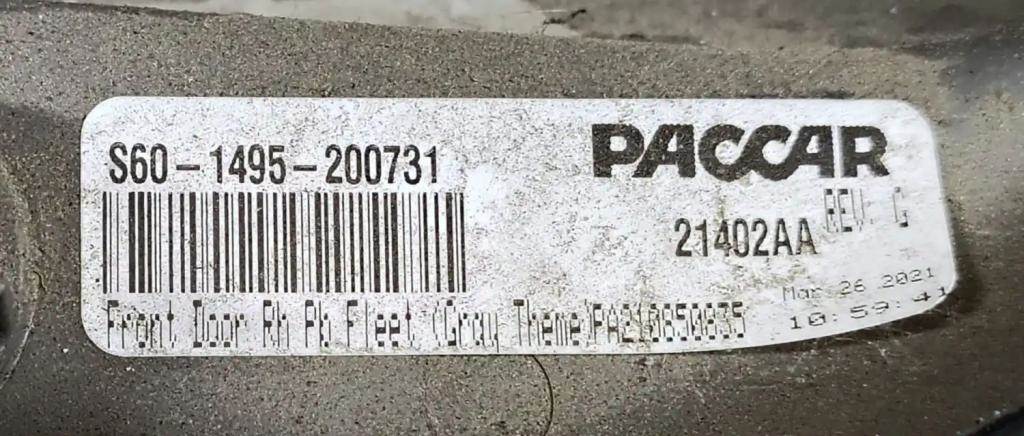 S60-1495-200731
PACCAR
21402AA REV. C
Front Door Rh Pb Fleet (Gray Theme)PA210850835
Mar 26 2021
10:59:41